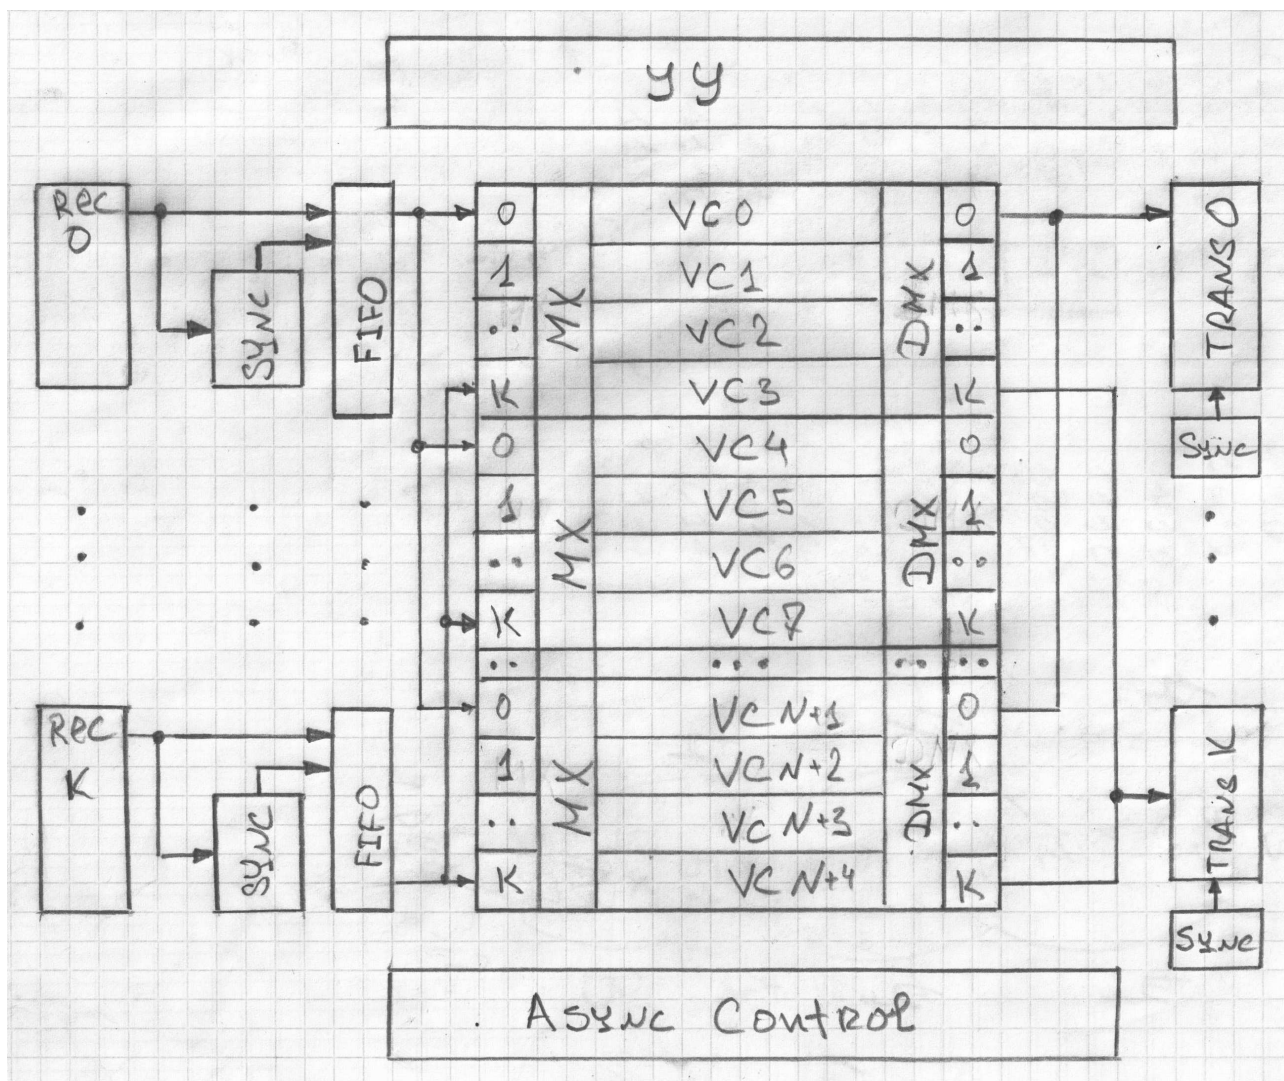 УУ
Rec 0
SYNC
FIFO
0
1
..
K
MX
VC0
VC1
VC2
VC3
DMX
0
1
..
K
TRANS 0
SYNC
0
1
..
K
MX
VC4
VC5
VC6
VC7
DMX
0
1
..
K
..
...
..
..
Rec K
SYNC
FIFO
0
1
..
K
MX
VC N+1
VC N+2
VC N+3
VC N+4
DMX
0
1
..
K
TRANS K
SYNC
Async Control